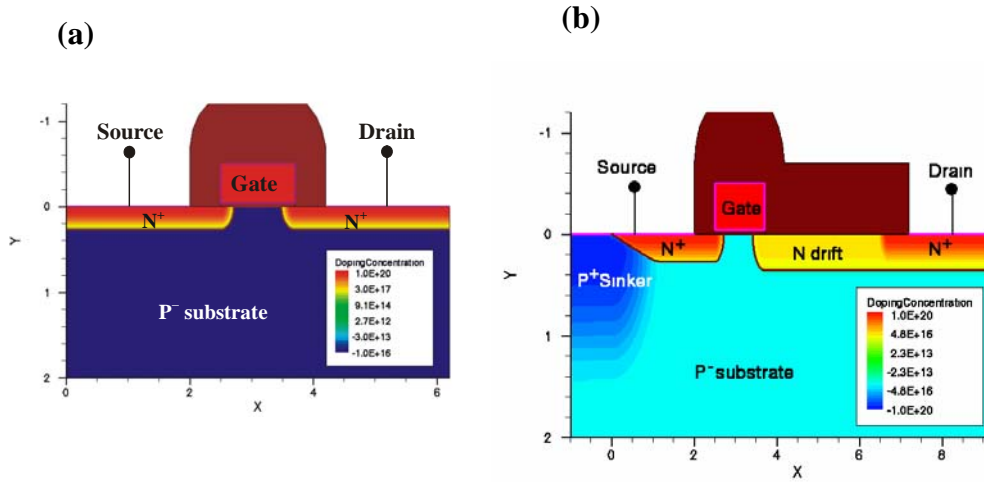 (a)
Source
Drain
Gate
N+
N+
P− substrate
DopingConcentration
1.0E+20
3.0E+17
9.1E+14
2.7E+12
-3.0E+13
-1.0E+16
-1
0
1
2
Y
0
2
4
6
X
(b)
Source
Drain
Gate
N+
N drift
N+
P+Sinker
P− substrate
DopingConcentration
1.0E+20
4.8E+16
2.3E+13
-2.3E+13
-4.8E+16
-1.0E+20
-1
0
1
2
Y
0
2
4
6
8
X